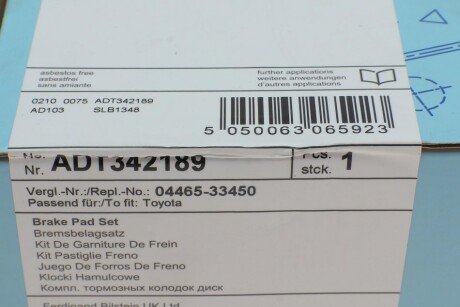 asbestos free
asbestfrei
sans amiante
further applications
weitere anwendungen
d'autres applications
0210 0075 ADT342189
AD103 SLB1348
5 050063 065923
No.
Nr. ADT342189
Pcs.
stck. 1
Vergl.-Nr.:/Repl.-No.: 04465-33450
Passend für:/To fit: Toyota
Brake Pad Set
Bremsbelagsatz
Kit De Garniture De Frein
Kit Pastiglie Freno
Juego De Forros De Freno
Klocki Hamulcowe
Компл. тормозных колодок диск
Ferdinand Bilstein UK Ltd